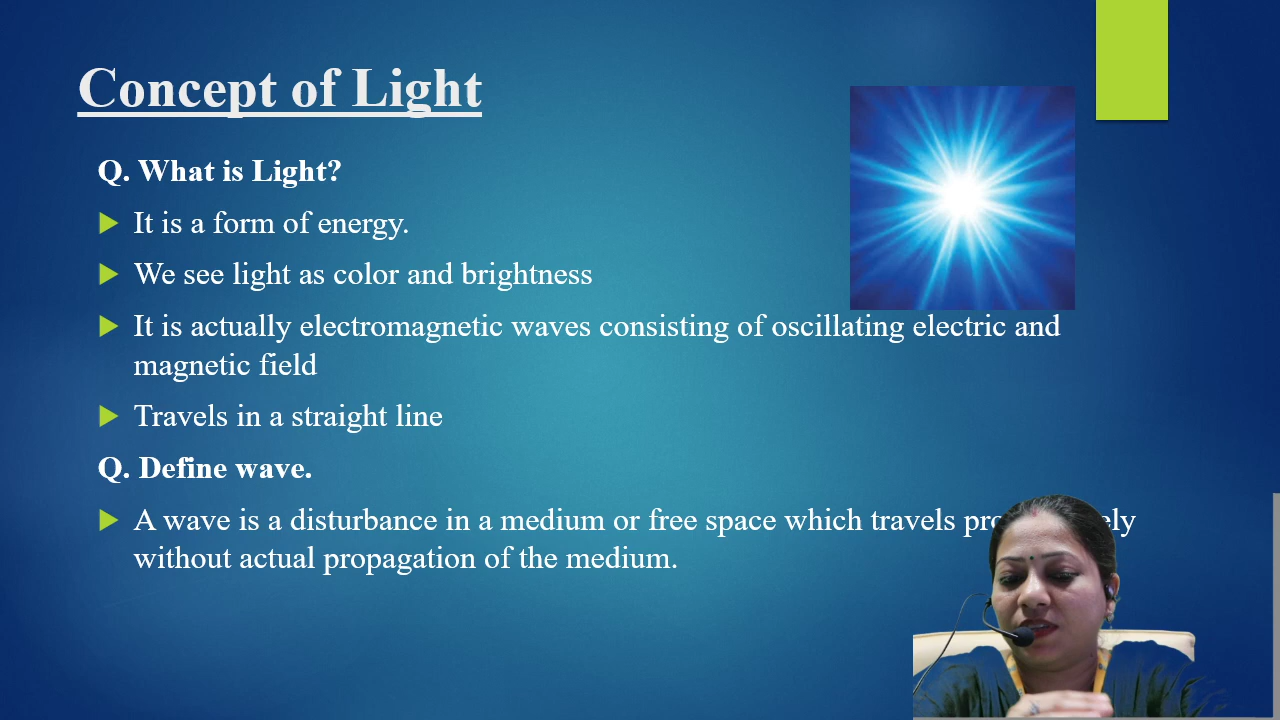 Concept of Light
Q. What is Light?
It is a form of energy.
We see light as color and brightness
It is actually electromagnetic waves consisting of oscillating electric and
magnetic field
Travels in a straight line
Q. Define wave.
A wave is a disturbance in a medium or free space which travels
without actual propagation of the medium.